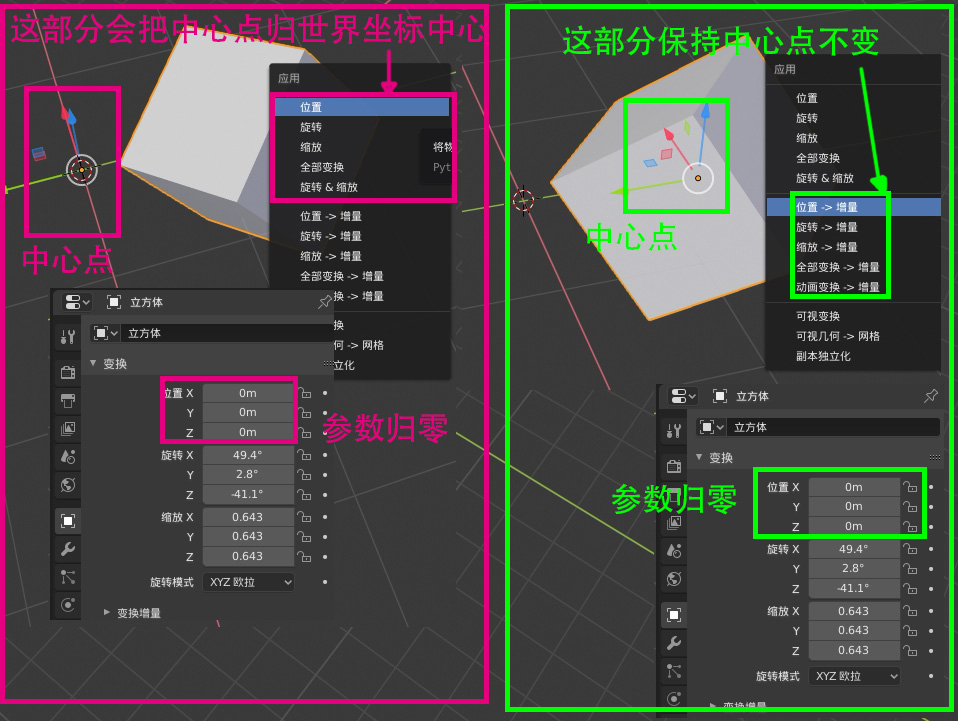 这部分会把中心点归世界坐标中心
应用
位置
旋转
缩放
将物
全部变换
Pyt
旋转 & 缩放
位置 -> 增量
旋转 -> 增量
缩放 -> 增量
全部变换 -> 增量
换 -> 增量
换
何 -> 网格
立化
中心点
立方体
立方体
变换
位置 X
0m
Y
0m
Z
0m
参数归零
旋转 X
49.4°
Y
2.8°
Z
-41.1°
缩放 X
0.643
Y
0.643
Z
0.643
旋转模式
XYZ 欧拉
变换增量
这部分保持中心点不变
应用
位置
旋转
缩放
全部变换
旋转 & 缩放
位置 -> 增量
旋转 -> 增量
缩放 -> 增量
全部变换 -> 增量
动画变换 -> 增量
可视变换
可视几何 -> 网格
副本独立化
中心点
立方体
立方体
变换
参数归零
位置 X
0m
Y
0m
Z
0m
旋转 X
49.4°
Y
2.8°
Z
-41.1°
缩放 X
0.643
Y
0.643
Z
0.643
旋转模式
XYZ 欧拉
变换增量